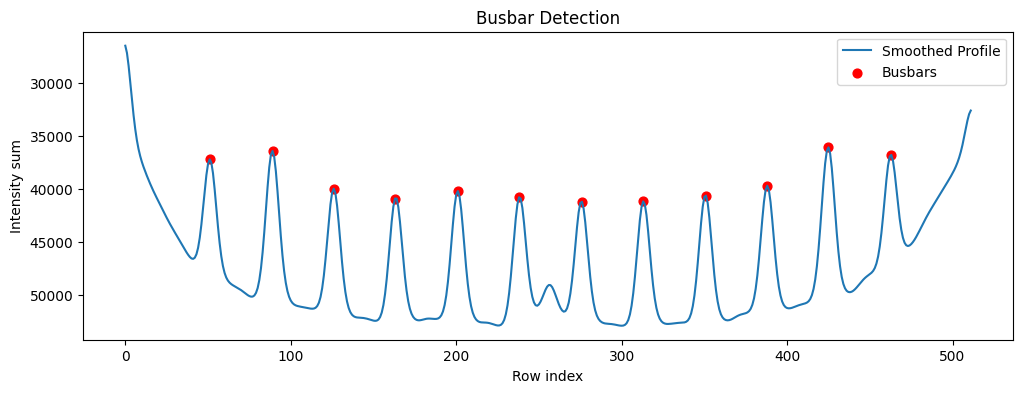 Busbar Detection
Smoothed Profile
Busbars
Intensity sum
30000
35000
40000
45000
50000
0
100
200
300
400
500
Row index